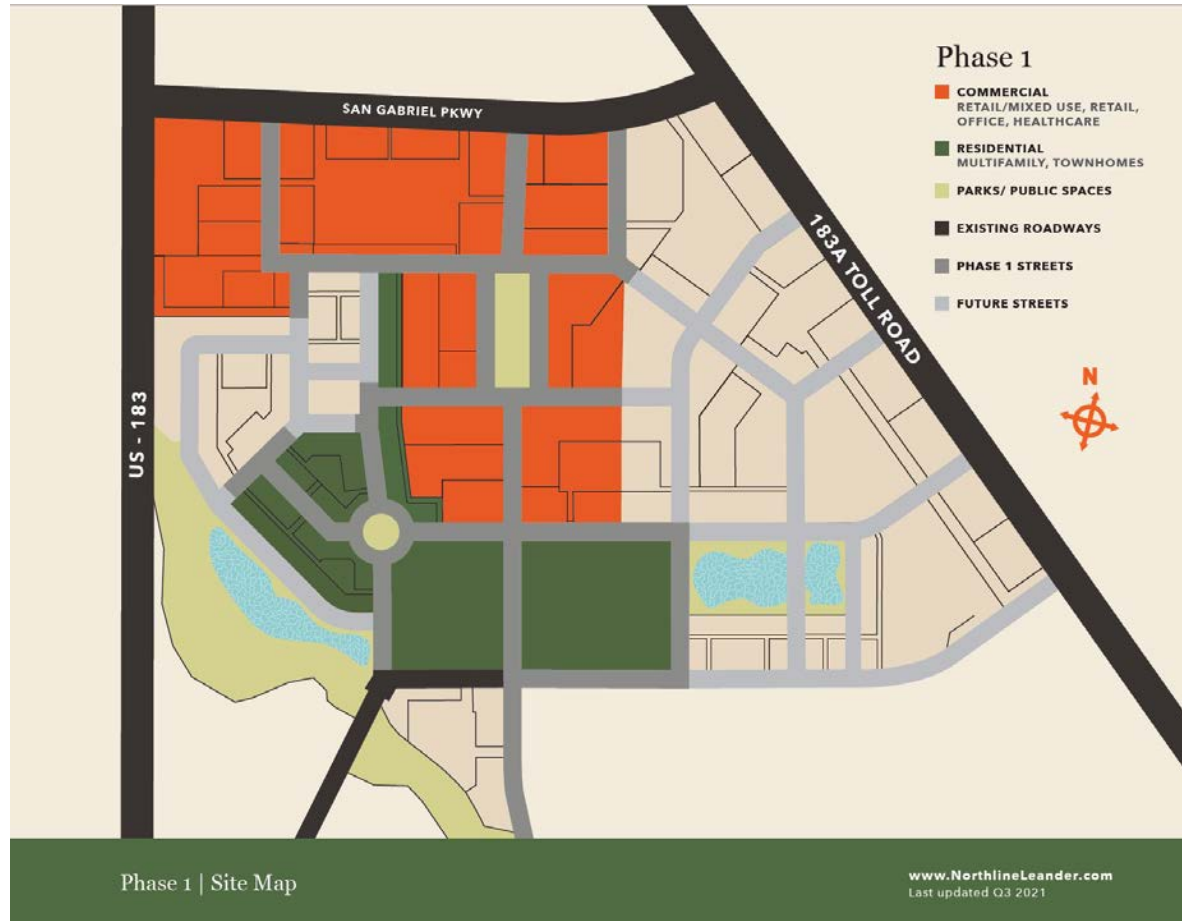 SAN GABRIEL PKWY
US - 183
183A TOLL ROAD
Phase 1
COMMERCIAL
RETAIL/MIXED USE, RETAIL,
OFFICE, HEALTHCARE
RESIDENTIAL
MULTIFAMILY, TOWNHOMES
PARKS/ PUBLIC SPACES
EXISTING ROADWAYS
PHASE 1 STREETS
FUTURE STREETS
N
Phase 1 | Site Map
www.NorthlineLeander.com
Last updated Q3 2021